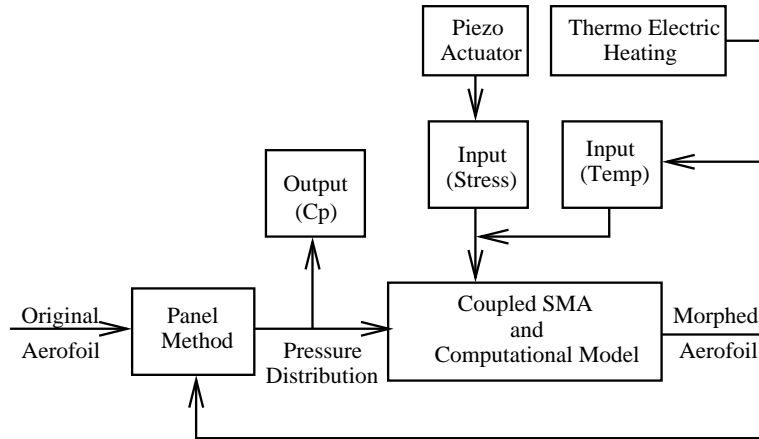 Piezo
Actuator
Thermo Electric
Heating
Input
(Stress)
Input
(Temp)
Output
(Cp)
Original
Aerofoil
Panel
Method
Pressure
Distribution
Coupled SMA
and
Computational Model
Morphed
Aerofoil